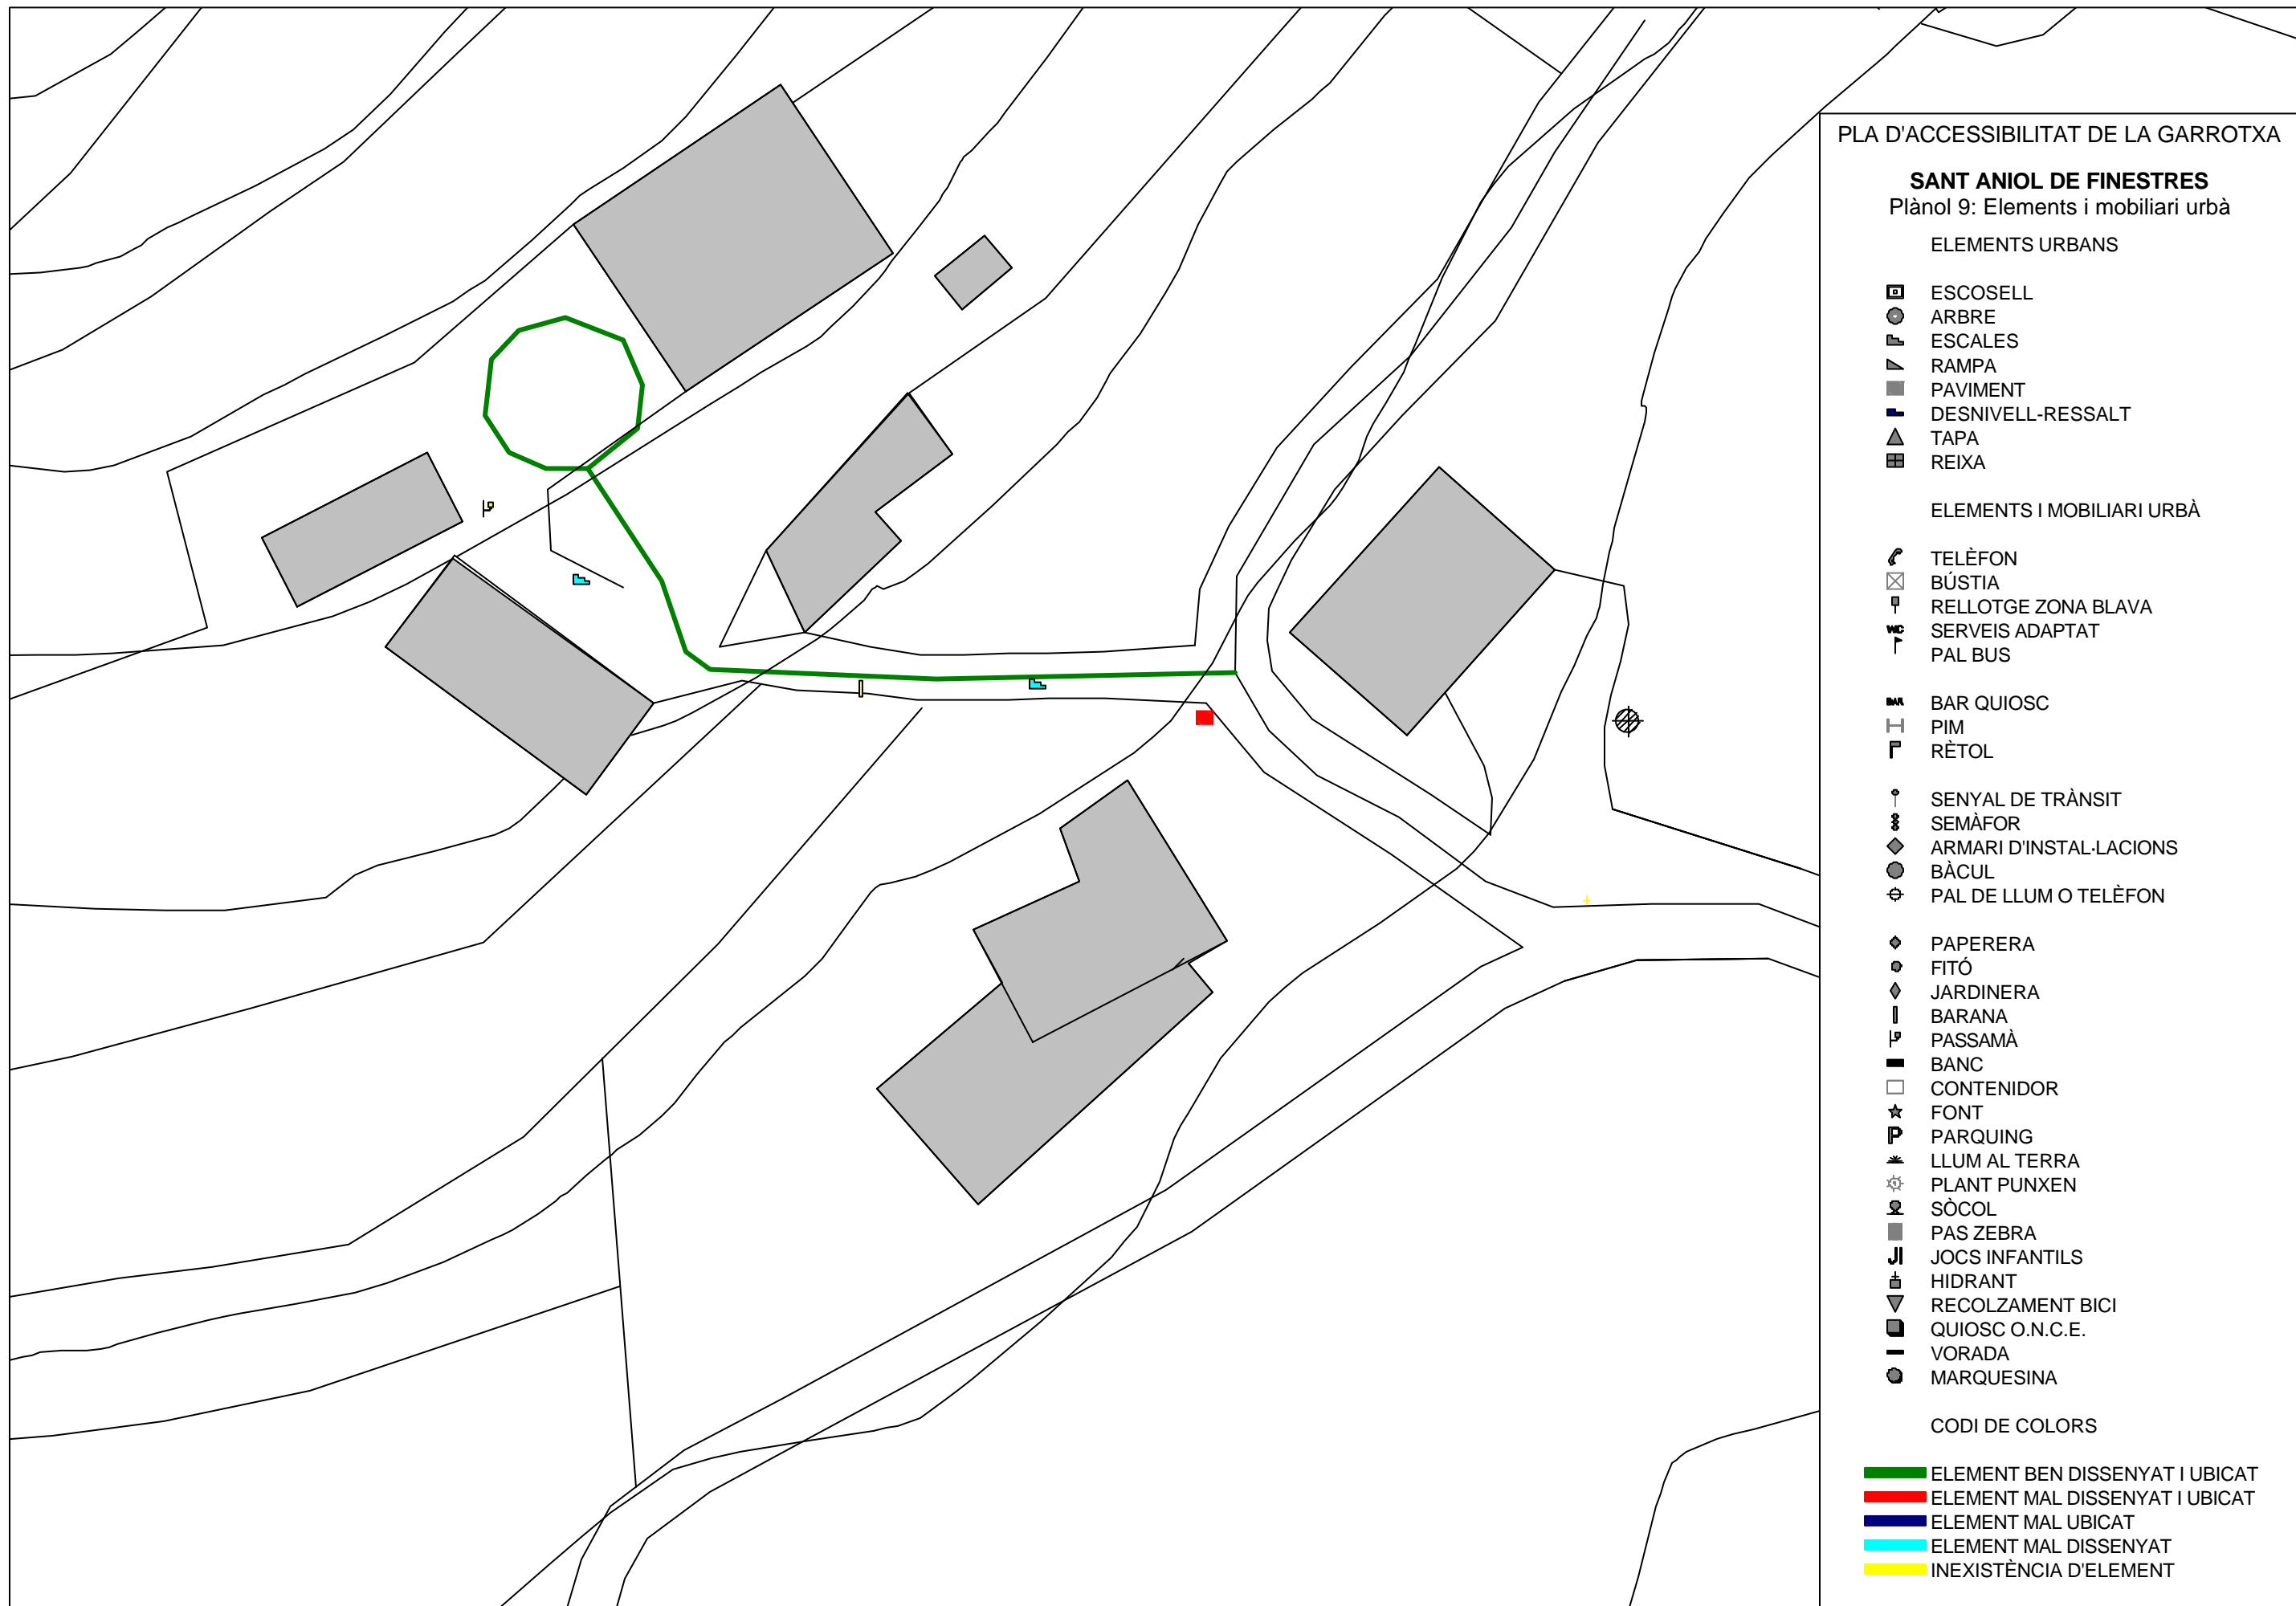 PLA D'ACCESSIBILITAT DE LA GARROTXA
SANT ANIOL DE FINESTRES
Plànol 9: Elements i mobiliari urbà
ELEMENTS URBANS
ESCOSELL
ARBRE
ESCALES
RAMPA
PAVIMENT
DESNIVELL-RESSALT
TAPA
REIXA
ELEMENTS I MOBILIARI URBÀ
TELÈFON
BÚSTIA
RELLOTGE ZONA BLAVA
WC SERVEIS ADAPTAT
PAL BUS
BAR BAR QUIOSC
PIM
RÈTOL
SENYAL DE TRÀNSIT
SEMÀFOR
ARMARI D'INSTAL·LACIONS
BÀCUL
PAL DE LLUM O TELÈFON
PAPERERA
FITÓ
JARDINERA
BARANA
PASSAMÀ
BANC
CONTENIDOR
FONT
P PARQUING
LLUM AL TERRA
PLANT PUNXEN
SÒCOL
PAS ZEBRA
JI JOCS INFANTILS
HIDRANT
RECOLZAMENT BICI
QUIOSC O.N.C.E.
VORADA
MARQUESINA
CODI DE COLORS
ELEMENT BEN DISSENYAT I UBICAT
ELEMENT MAL DISSENYAT I UBICAT
ELEMENT MAL UBICAT
ELEMENT MAL DISSENYAT
INEXISTÈNCIA D'ELEMENT